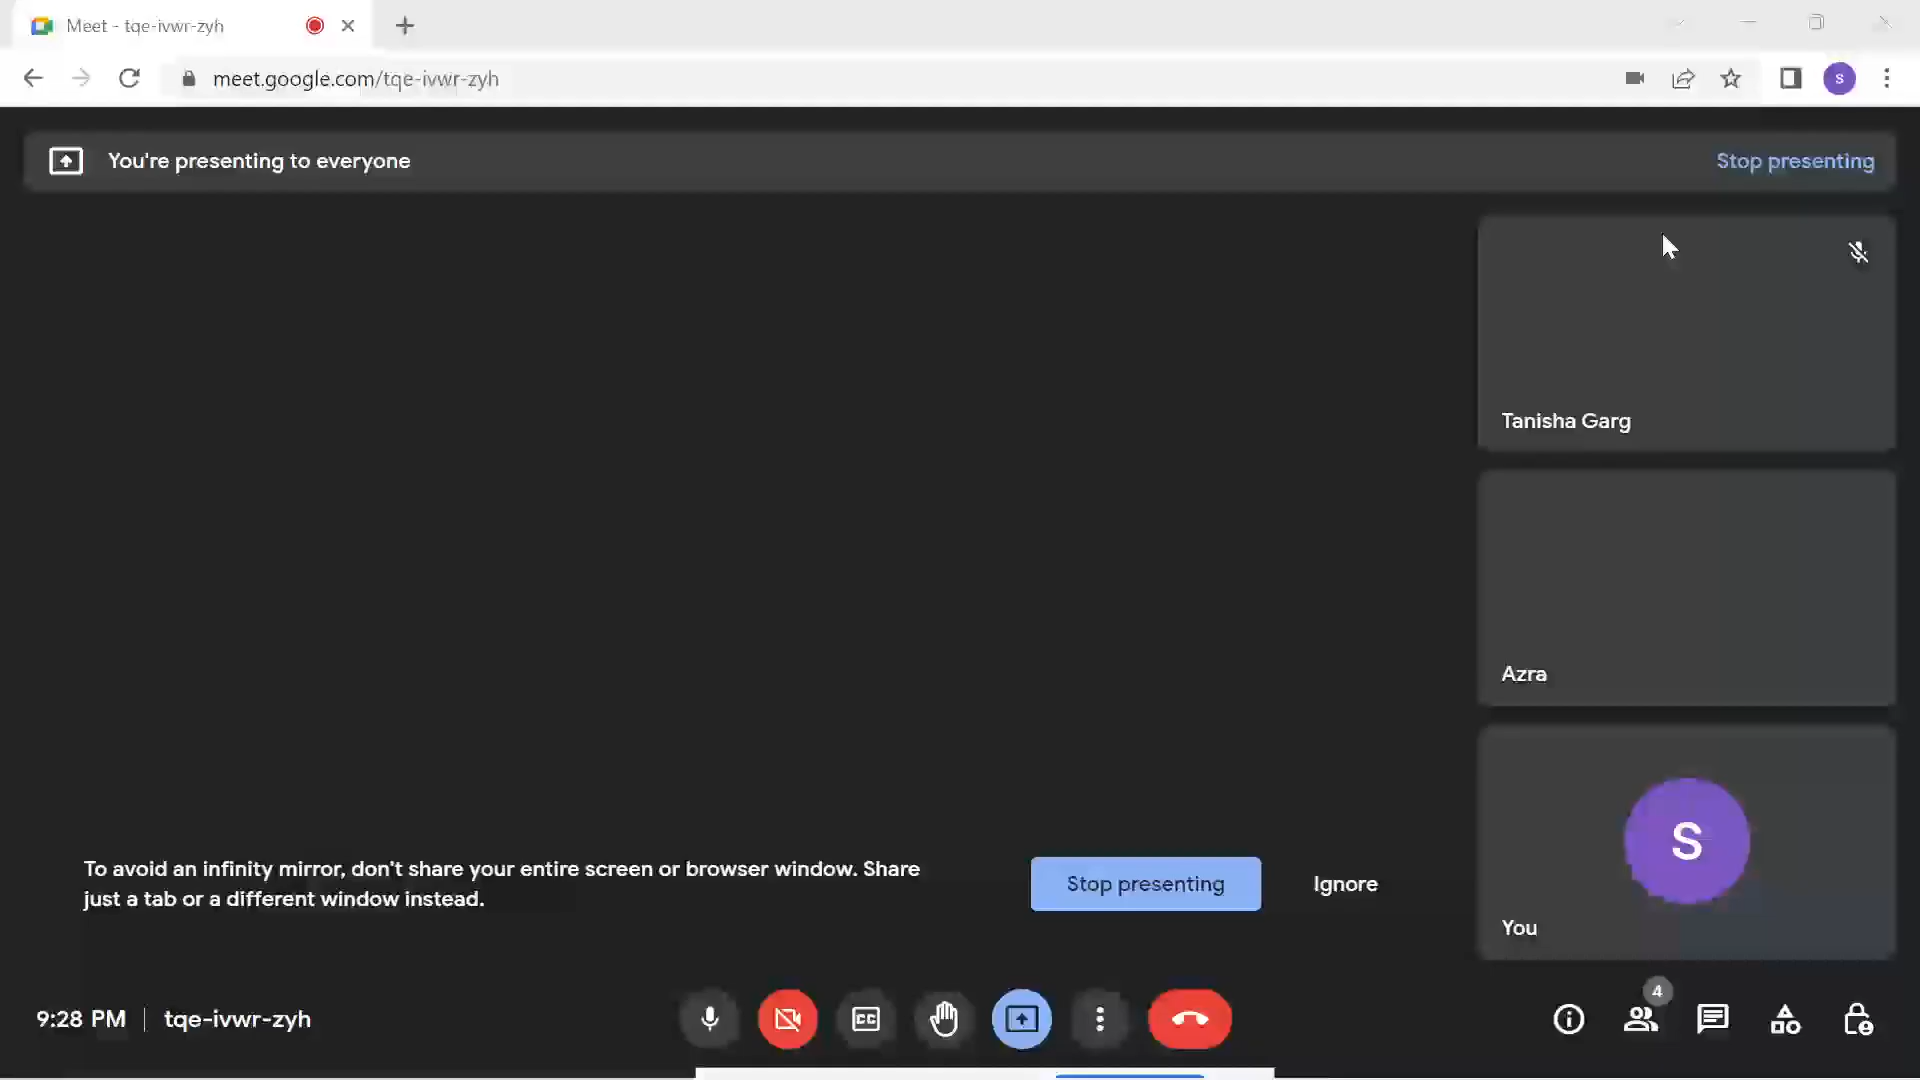 Meet - tqe-ivwr-zyh
meet.google.com/tqe-ivwr-zyh
S
You're presenting to everyone
Stop presenting
Tanisha Garg
Azra
S
You
To avoid an infinity mirror, don't share your entire screen or browser window. Share
just a tab or a different window instead.
Stop presenting
Ignore
9:28 PM
tqe-ivwr-zyh
CC
4